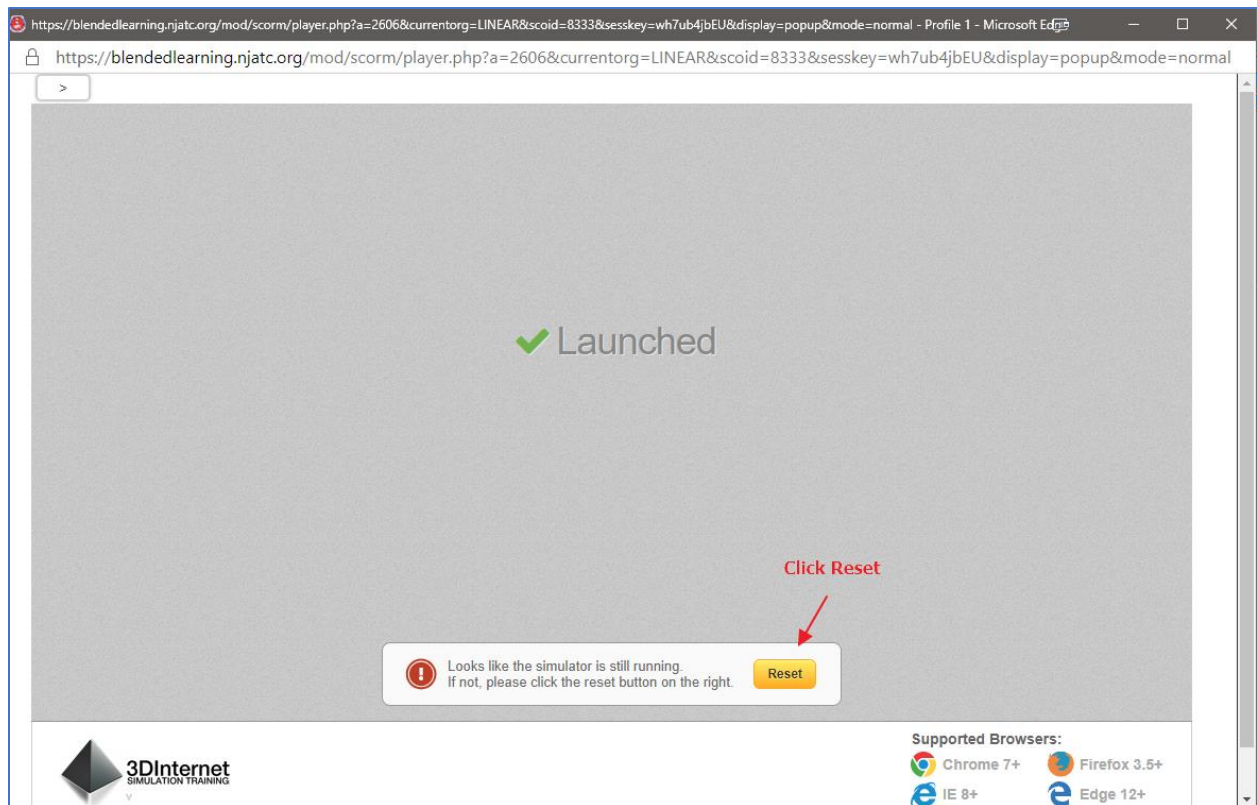 https://blendedlearning.njatc.org/mod/scorm/player.php?a=2606&currentorg=LINEAR&scoid=8333&sesskey=wh7ub4jbEU&display=popup&mode=normal - Profile 1 - Microsoft Edge
https://blendedlearning.njatc.org/mod/scorm/player.php?a=2606&currentorg=LINEAR&scoid=8333&sesskey=wh7ub4jbEU&display=popup&mode=normal
>
Launched
Click Reset
Looks like the simulator is still running.
If not, please click the reset button on the right.
Reset
3DInternet
SIMULATION TRAINING
v
Supported Browsers:
Chrome 7+
Firefox 3.5+
IE 8+
Edge 12+